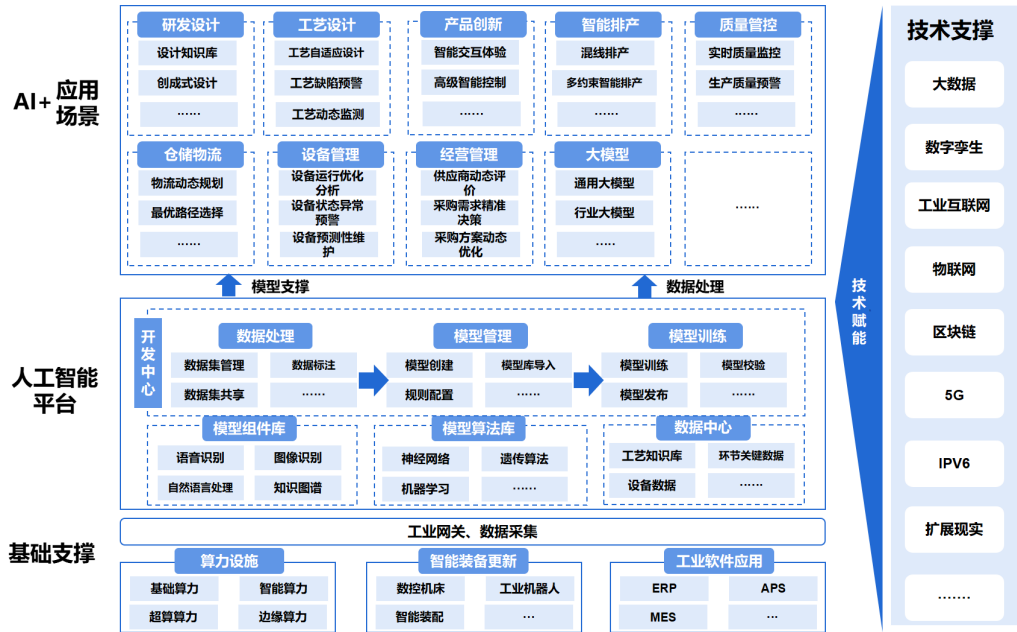 AI+ 应用
场景
研发设计
设计知识库
创成式设计
……
工艺设计
工艺自适应设计
工艺缺陷预警
工艺动态监测
产品创新
智能交互体验
高级智能控制
……
智能排产
混线排产
多约束智能排产
……
质量管控
实时质量监控
生产质量预警
……
仓储物流
物流动态规划
最优路径选择
……
设备管理
设备运行优化
分析
设备状态异常
预警
设备预测性维
护
经营管理
供应商动态评
价
采购需求精准
决策
采购方案动态
优化
大模型
通用大模型
行业大模型
……
……
模型支撑
数据处理
人工智能
平台
开发中心
数据处理
数据集管理
数据标注
数据集共享
……
模型管理
模型创建
模型库导入
规则配置
……
模型训练
模型训练
模型校验
模型发布
……
模型组件库
语音识别
图像识别
自然语言处理
知识图谱
模型算法库
神经网络
遗传算法
机器学习
……
数据中心
工艺知识库
环节关键数据
设备数据
……
基础支撑
工业网关、数据采集
算力设施
基础算力
智能算力
超算算力
边缘算力
智能装备更新
数控机床
工业机器人
智能装配
…
工业软件应用
ERP
APS
MES
…
技术赋能
技术支撑
大数据
数字孪生
工业互联网
物联网
区块链
5G
IPV6
扩展现实
……